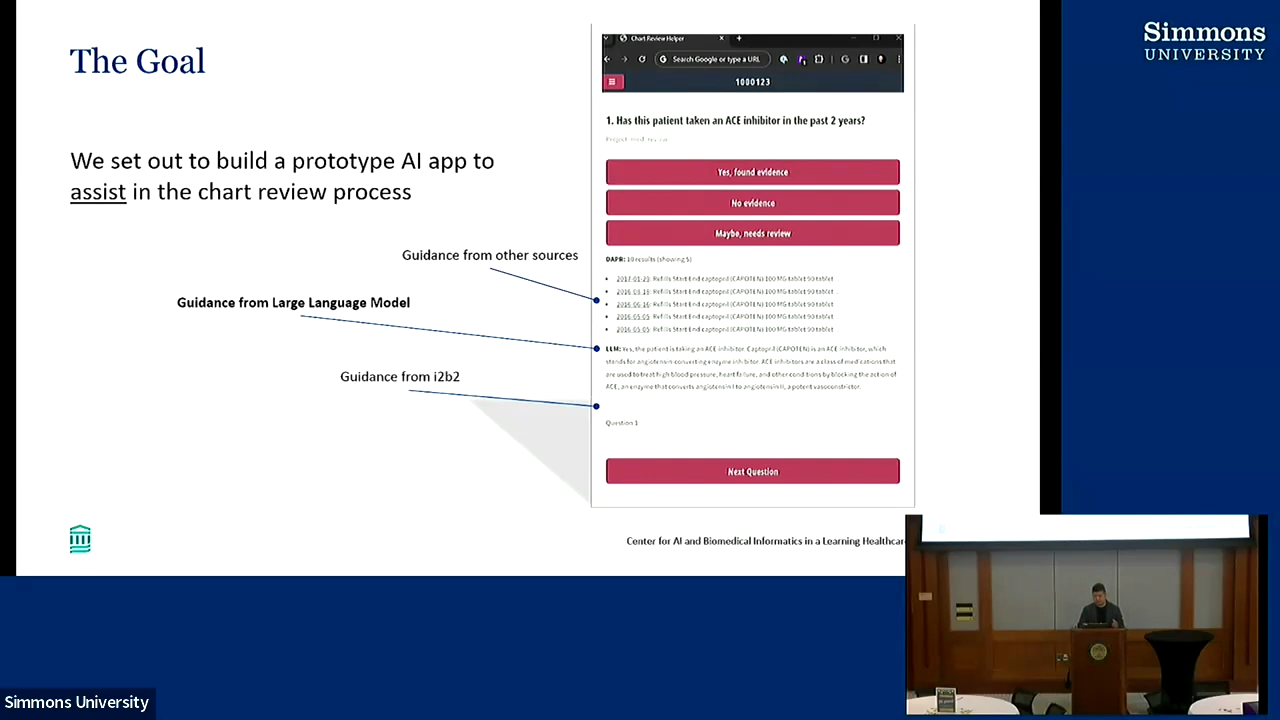 The Goal
We set out to build a prototype AI app to
assist in the chart review process
Guidance from other sources
Guidance from Large Language Model
Guidance from i2b2
Chart Review Helper
Search Google or type a URL
1000123
1. Has this patient taken an ACE inhibitor in the past 2 years?
Project: med_review
Yes, found evidence
No evidence
Maybe, needs review
DAPR: 10 results (showing 5)
2017-01-23: Refills Start End captopril (CAPOTEN) 100 MG tablet 90 tablet
Refills Start End captopril (CAPOTEN) 100 MG tablet 90 tablet
2016-06-16: Refills Start End captopril (CAPOTEN) 100 MG tablet 90 tablet
2016-05-05: Refills Start End captopril (CAPOTEN) 100 MG tablet 90 tablet
2016-05-05: Refills Start End captopril (CAPOTEN) 100 MG tablet 90 tablet
LLM: Yes, the patient is taking an ACE inhibitor. Captopril (CAPOTEN) is an ACE inhibitor, which
stands for angiotensin-converting enzyme inhibitor. ACE inhibitors are a class of medications that
are used to treat high blood pressure, heart failure, and other conditions by blocking the action of
ACE, an enzyme that converts angiotensin I to angiotensin II, a potent vasoconstrictor.
Question 1
Next Question
Center for AI and Biomedical Informatics in a Learning Healthcar
Simmons
UNIVERSITY
Simmons University